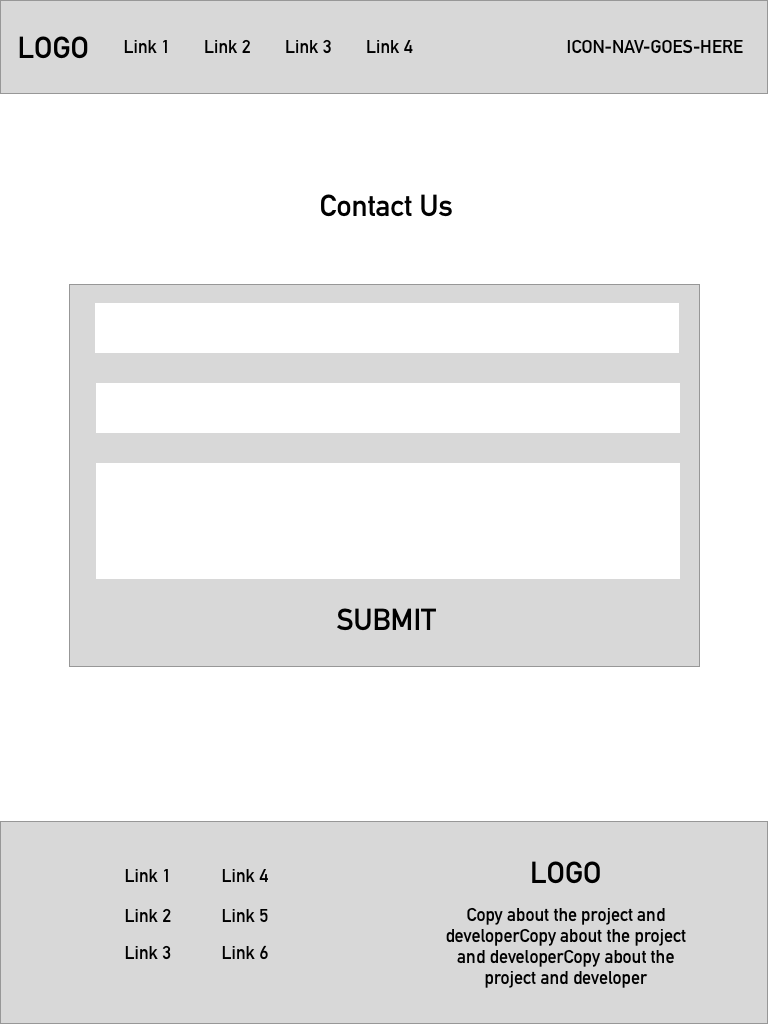 LOGO Link 1 Link 2 Link 3 Link 4 ICON-NAV-GOES-HERE
Contact Us
SUBMIT
Link 1 Link 4
Link 2 Link 5
Link 3 Link 6
LOGO
Copy about the project and
developerCopy about the project
and developerCopy about the
project and developer